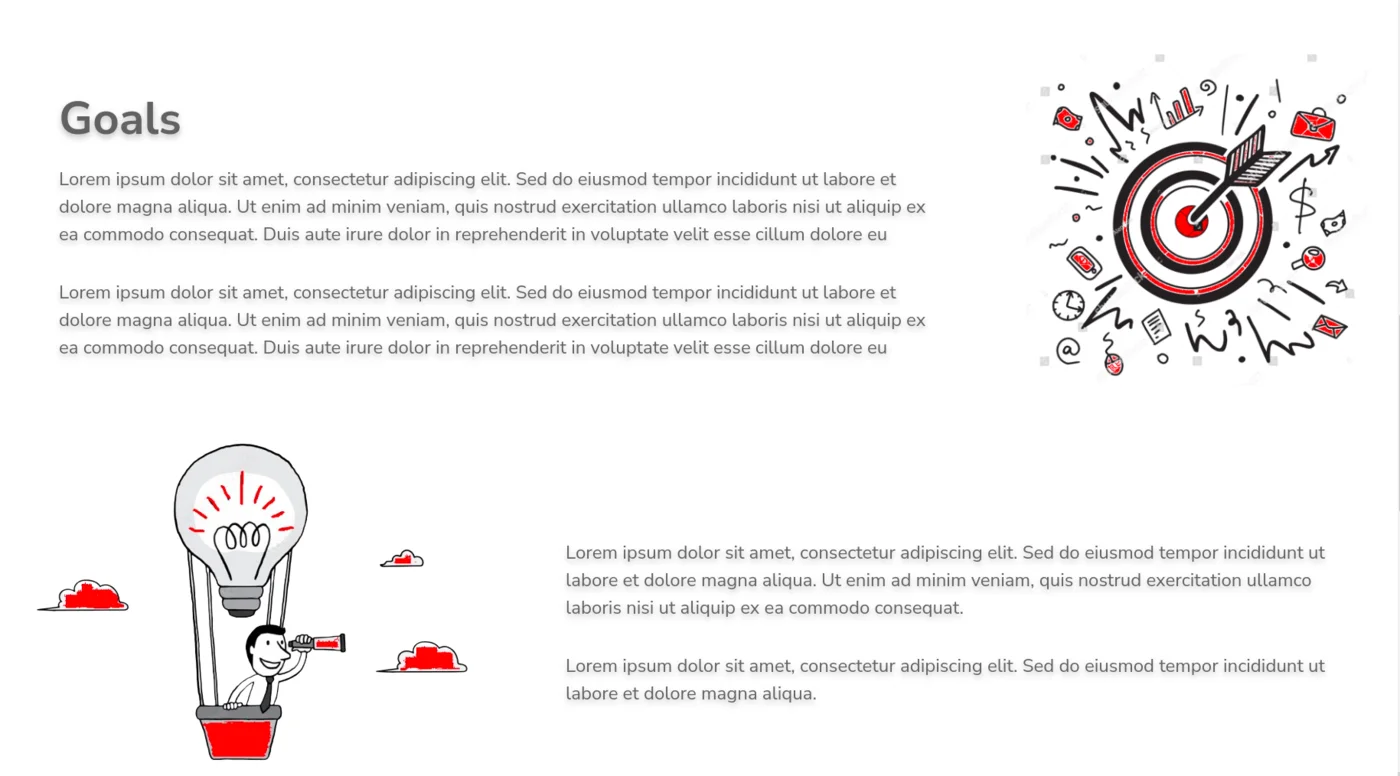 Goals
Lorem ipsum dolor sit amet, consectetur adipiscing elit. Sed do eiusmod tempor incididunt ut labore et
dolore magna aliqua. Ut enim ad minim veniam, quis nostrud exercitation ullamco laboris nisi ut aliquip ex
ea commodo consequat. Duis aute irure dolor in reprehenderit in voluptate velit esse cillum dolore eu
Lorem ipsum dolor sit amet, consectetur adipiscing elit. Sed do eiusmod tempor incididunt ut labore et
dolore magna aliqua. Ut enim ad minim veniam, quis nostrud exercitation ullamco laboris nisi ut aliquip ex
ea commodo consequat. Duis aute irure dolor in reprehenderit in voluptate velit esse cillum dolore eu
$
@
Lorem ipsum dolor sit amet, consectetur adipiscing elit. Sed do eiusmod tempor incididunt ut
labore et dolore magna aliqua. Ut enim ad minim veniam, quis nostrud exercitation ullamco
laboris nisi ut aliquip ex ea commodo consequat.
Lorem ipsum dolor sit amet, consectetur adipiscing elit. Sed do eiusmod tempor incididunt ut
labore et dolore magna aliqua.